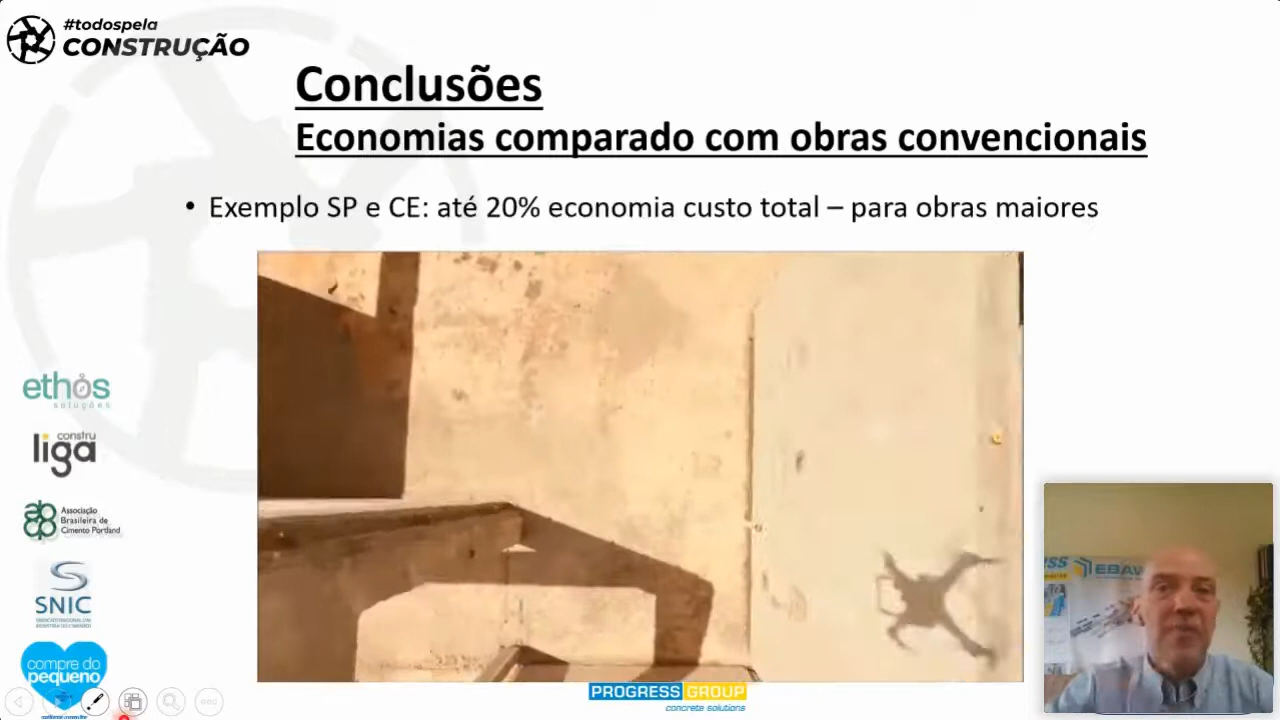 #todospela
CONSTRUÇÃO
Conclusões
Economias comparado com obras convencionais
• Exemplo SP e CE: até 20% economia custo total – para obras maiores
ethos
soluções
constru
liga
Associação
Brasileira de
Cimento Portland
SNIC
compre do
pequeno
PROGRESS GROUP
concrete solutions
ESS
EBAW